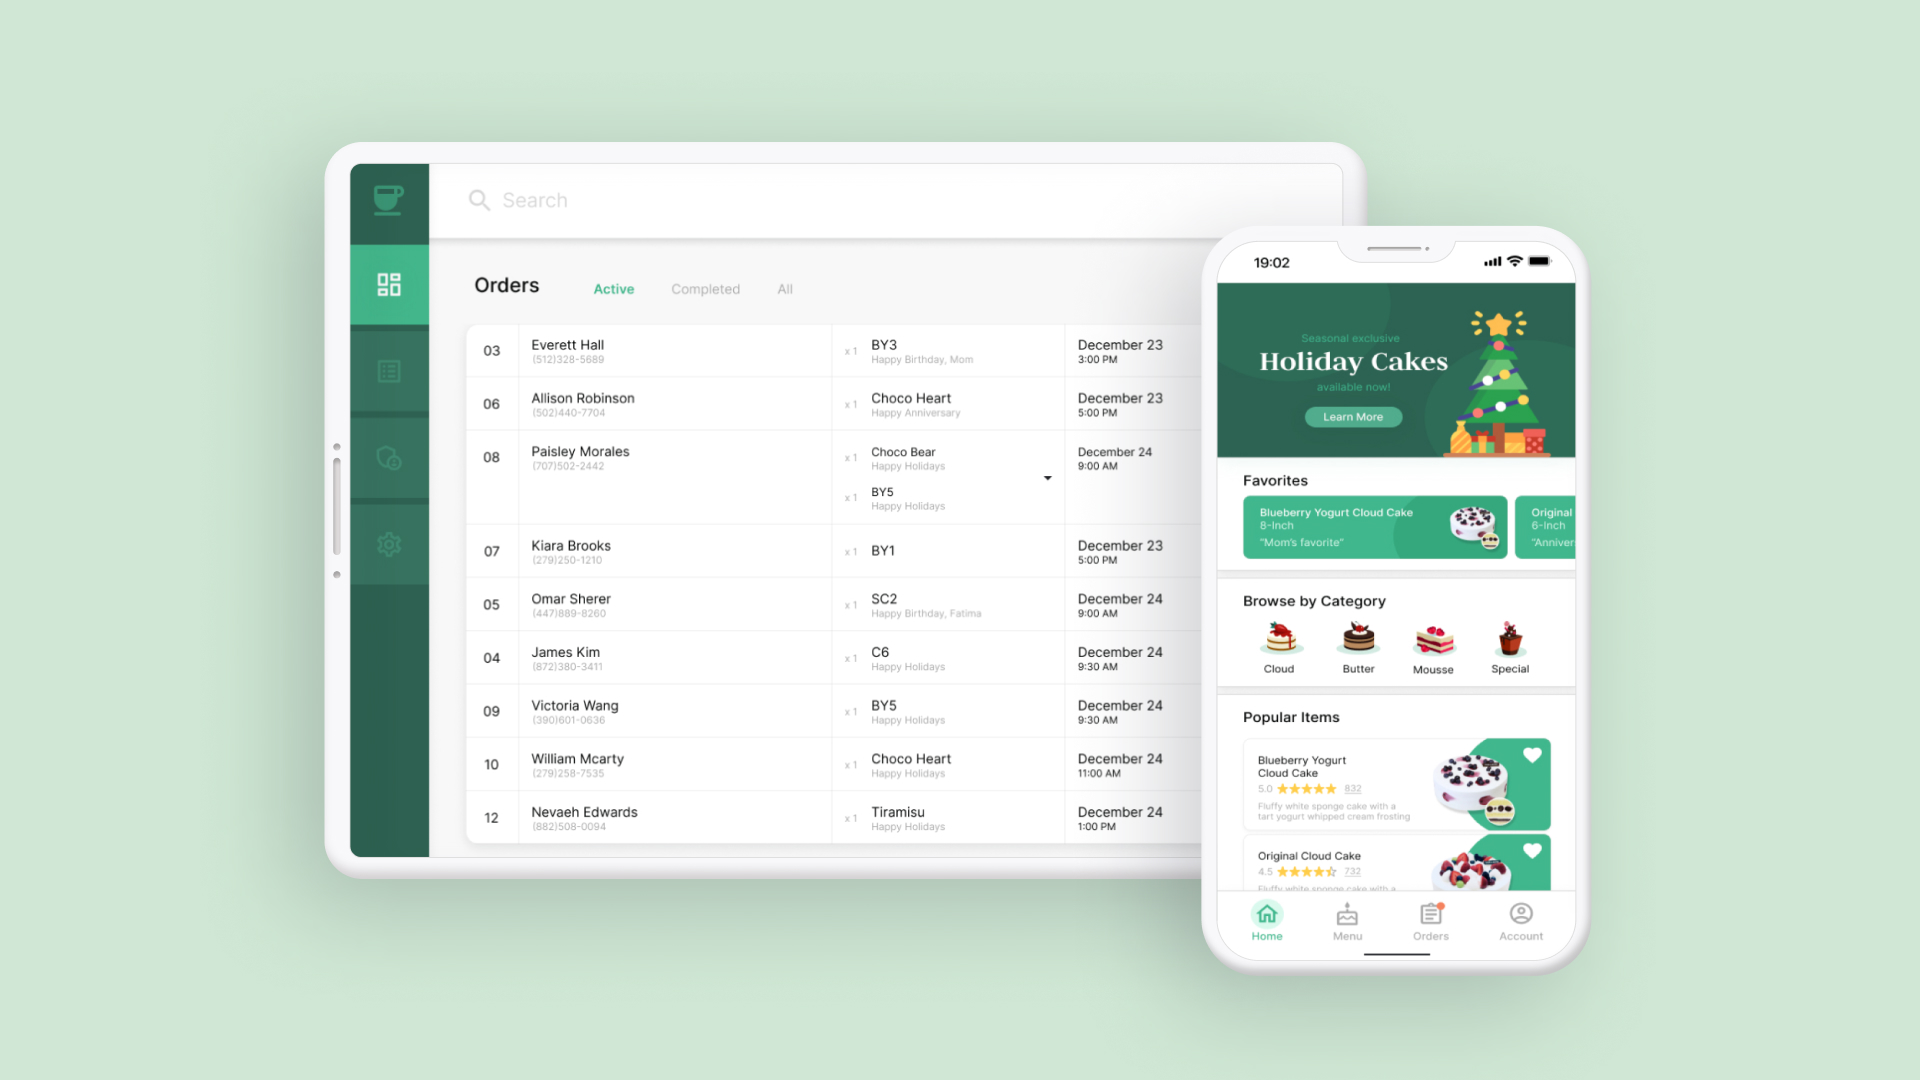 Search
Orders
Active
Completed
All
03
Everett Hall
(512)328-5689
x 1
BY3
Happy Birthday, Mom
December 23
3:00 PM
06
Allison Robinson
(502)440-7704
x 1
Choco Heart
Happy Anniversary
December 23
5:00 PM
08
Paisley Morales
(707)502-2442
x 1
Choco Bear
Happy Holidays
x 1
BY5
Happy Holidays
December 24
9:00 AM
07
Kiara Brooks
(279)250-1210
x 1
BY1
December 23
5:00 PM
05
Omar Sherer
(447)889-8260
x 1
SC2
Happy Birthday, Fatima
December 24
9:00 AM
04
James Kim
(872)380-3411
x 1
C6
Happy Holidays
December 24
9:30 AM
09
Victoria Wang
(390)601-0636
x 1
BY5
Happy Holidays
December 24
9:30 AM
10
William Mcarty
(279)258-7535
x 1
Choco Heart
Happy Holidays
December 24
11:00 AM
12
Nevaeh Edwards
(882)508-0094
x 1
Tiramisu
Happy Holidays
December 24
1:00 PM
19:02
Seasonal exclusive
Holiday Cakes
available now!
Learn More
Favorites
Blueberry Yogurt Cloud Cake
8-Inch
"Mom's favorite"
Original
6-Inch
"Anniver
Browse by Category
Cloud
Butter
Mousse
Special
Popular Items
Blueberry Yogurt
Cloud Cake
5.0
832
Fluffy white sponge cake with a
tart yogurt whipped cream frosting
Original Cloud Cake
4.5
732
Fluffy white sponge cake with a
Home
Menu
Orders
Account